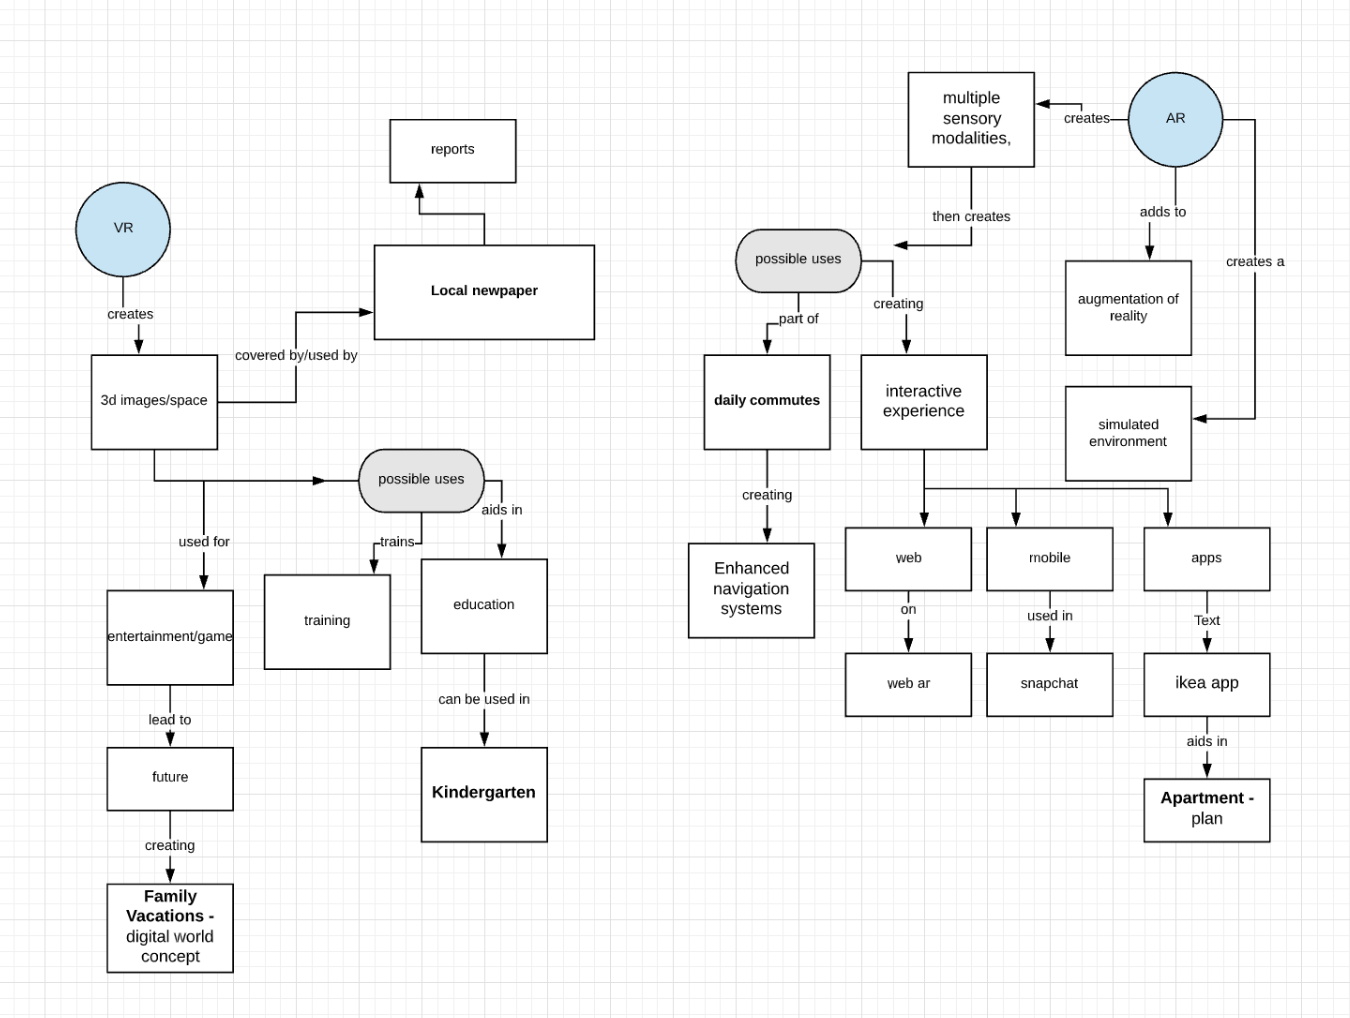 multiple
sensory
modalities,
creates
AR
reports
adds to
then creates
VR
possible uses
creates a
Local newpaper
augmentation of
reality
creating
part of
creates
covered by/used by
3d images/space
daily commutes
interactive
experience
simulated
environment
possible uses
aids in
creating
used for
trains
web
mobile
apps
Enhanced
navigation
systems
education
on
used in
Text
training
entertainment/game
web ar
snapchat
ikea app
can be used in
lead to
aids in
future
Kindergarten
Apartment -
plan
creating
Family
Vacations -
digital world
concept